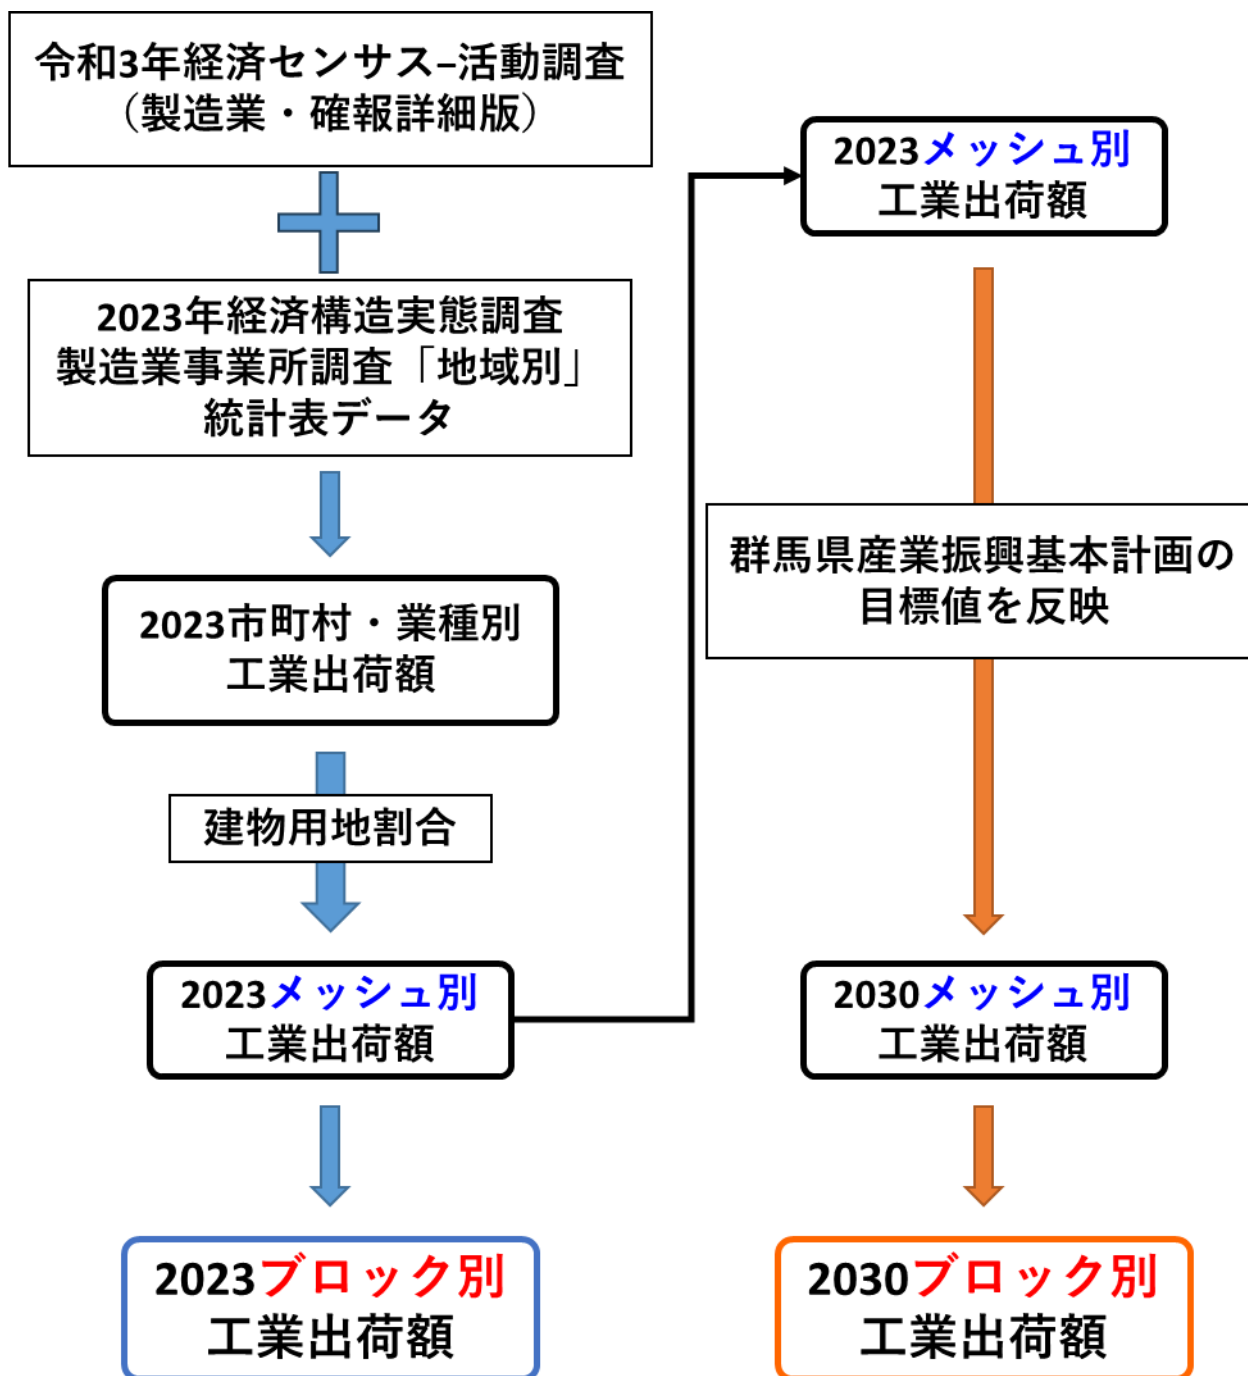 令和3年経済センサス–活動調査
（製造業・確報詳細版）
2023年経済構造実態調査
製造業事業所調査「地域別」
統計表データ
2023市町村・業種別
工業出荷額
建物用地割合
2023メッシュ別
工業出荷額
2023ブロック別
工業出荷額
2023メッシュ別
工業出荷額
群馬県産業振興基本計画の
目標値を反映
2030メッシュ別
工業出荷額
2030ブロック別
工業出荷額